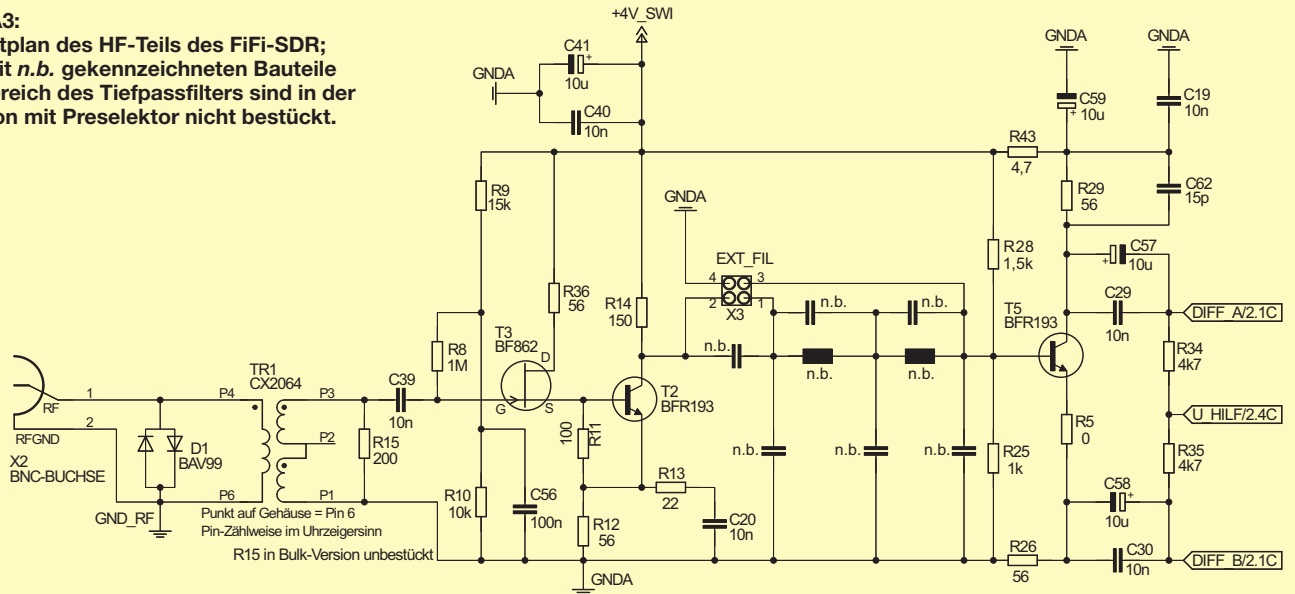 A3:
tplan des HF-Teils des FiFi-SDR;
it n.b. gekennzeichneten Bauteile
reich des Tiefpassfilters sind in der
on mit Preselektor nicht bestückt.
+4V_SWI
C41
+
10u
GNDA
C40
10n
GNDA
GNDA
C59
+
10u
C19
10n
R43
4,7
R9
15k
GNDA
R29
56
C62
15p
R28
1,5k
EXT_FIL
4
3
2
1
X3
+
C57
10u
R36
56
R14
150
n.b.
n.b.
T5
BFR193
C29
10n
DIFF_A/2.1C
T3
BF862
D
G
S
R8
1M
n.b.
n.b.
n.b.
R34
4k7
TR1
CX2064
C39
10n
T2
BFR193
1
RF
P4
P3
2
RFGND
P2
X2
BNC-BUCHSE
D1
BAV99
R15
200
100
R11
n.b.
n.b.
n.b.
R25
1k
R5
0
U_HILF/2.4C
R35
4k7
P6
P1
GND_RF
Punkt auf Gehäuse = Pin 6
Pin-Zählweise im Uhrzeigersinn
R15 in Bulk-Version unbestückt
R10
10k
C56
100n
R12
56
R13
22
C20
10n
C58
+
10u
R26
56
C30
10n
DIFF_B/2.1C
GNDA